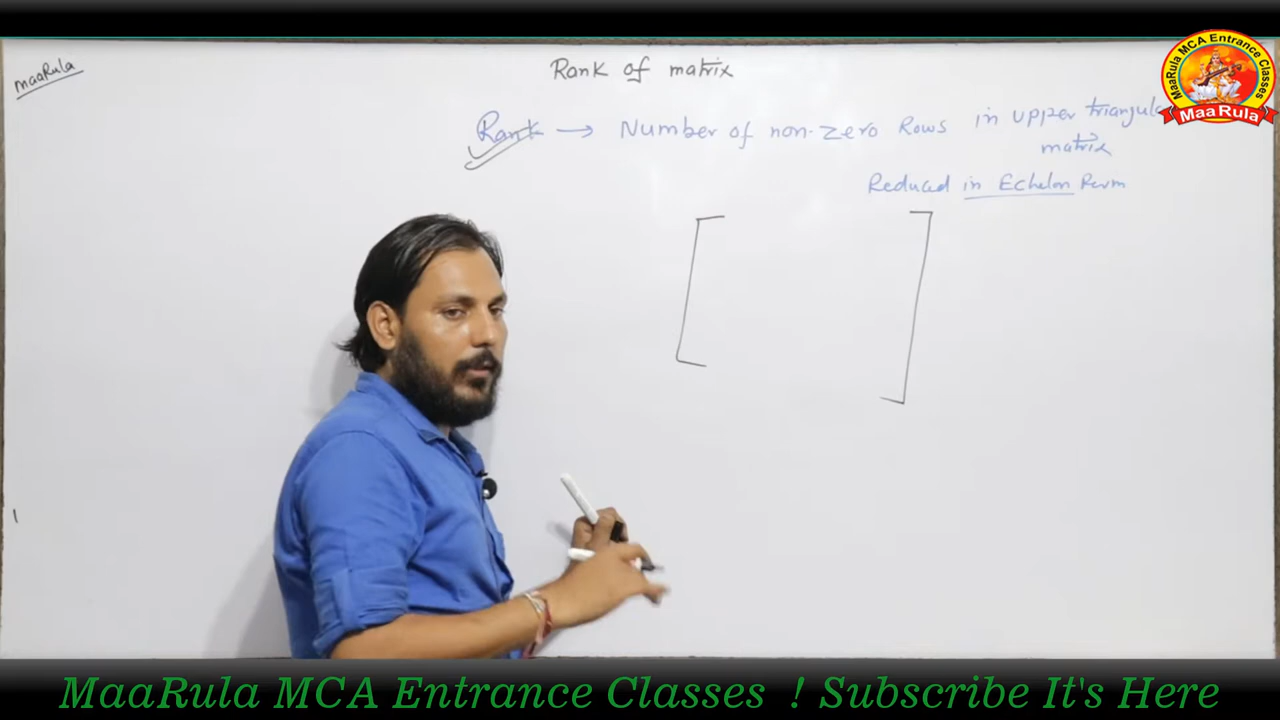 maaRula
Rank of matrix
Rank → Number of non-zero Rows in upper triangular
matrix
Reduced in Echelon Form
MaaRula MCA Entrance Classes
MaaRula
MaaRula MCA Entrance Classes ! Subscribe It's Here